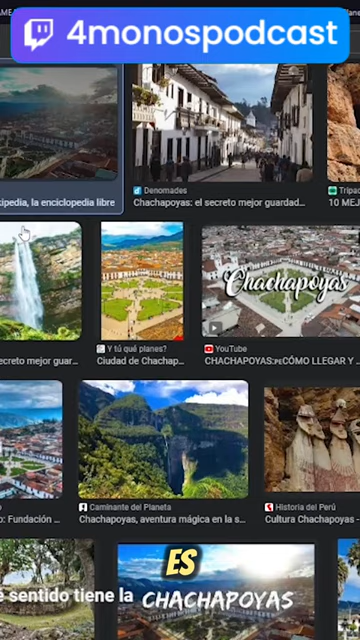 4monospodcast
ipedia, la enciclopedia libre
Denomades
Chachapoyas: el secreto mejor guardad...
Tripad
10 MEJ
ecreto mejor guar...
Y tú qué planes?
Ciudad de Chachap...
Chachapoyas
YouTube
CHACHAPOYAS:PE CÓMO LLEGAR Y ...
o: Fundación ...
Caminante del Planeta
Chachapoyas, aventura mágica en la s...
Historia del Perú
Cultura Chachapoyas -
ES
é sentido tiene la
CHACHAPOYAS